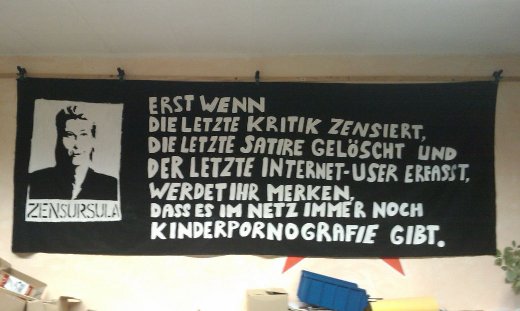 ZENSURSULA
ERST WENN
DIE LETZTE KRITIK ZENSIERT,
DIE LETZTE SATIRE GELÖSCHT UND
DER LETZTE INTERNET-USER ERFASST,
WERDET IHR MERKEN,
DASS ES IM NETZ IMMER NOCH
KINDERPORNOGRAFIE GIBT.